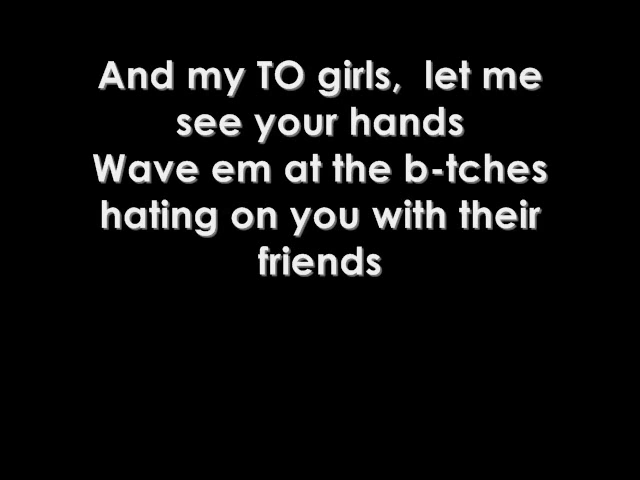 And my TO girls,  let me
see your hands
Wave em at the b-tches
hating on you with their
friends